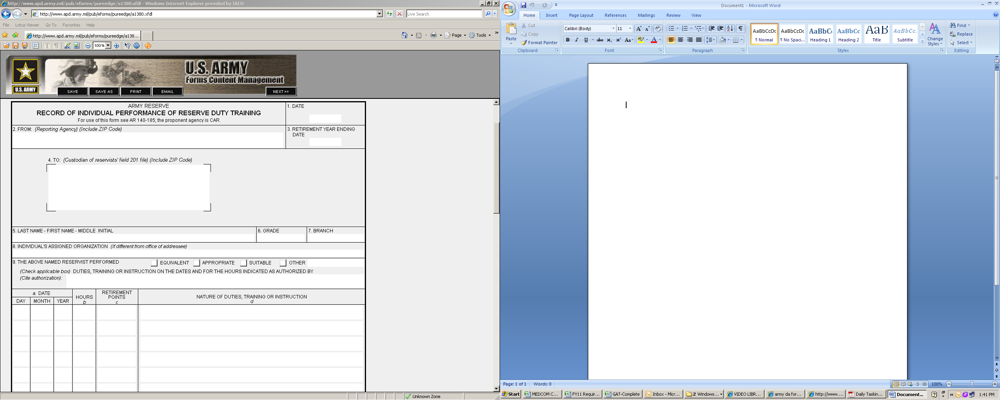 http://www.apd.army.mil/pub/eforms/pureedge/a1380.xfdl - Windows Internet Explorer provided by IACH
http://www.apd.army.mil/pub/eforms/pureedge/a1380.xfdl
Live Search
File Lotus Viewer Go To Favorites Help
http://www.apd.army.mil/pub/eforms/pureedge/a138...
Page Tools »
100%
U.S. ARMY
U.S. ARMY
Forms Content Management
SAVE SAVE AS PRINT EMAIL NEXT >>
ARMY RESERVE
RECORD OF INDIVIDUAL PERFORMANCE OF RESERVE DUTY TRAINING
For use of this form see AR 140-185; the proponent agency is CAR.
1. DATE
2. FROM: (Reporting Agency) (Include ZIP Code)
3. RETIREMENT YEAR ENDING
DATE
4. TO: (Custodian of reservists' field 201 file) (Include ZIP Code)
5. LAST NAME - FIRST NAME - MIDDLE INITIAL
6. GRADE
7. BRANCH
8. INDIVIDUAL'S ASSIGNED ORGANIZATION (If different from office of addressee)
9. THE ABOVE NAMED RESERVIST PERFORMED EQUIVALENT APPROPRIATE SUITABLE OTHER
(Check applicable box) DUTIES, TRAINING OR INSTRUCTION ON THE DATES AND FOR THE HOURS INDICATED AS AUTHORIZED BY
(Cite authorization):
a. DATE
DAY MONTH YEAR
HOURS
b
RETIREMENT
POINTS
c
NATURE OF DUTIES, TRAINING OR INSTRUCTION
d
Unknown Zone
Document1 - Microsoft Word
Home Insert Page Layout References Mailings Review View
Paste
Cut
Copy
Format Painter
Clipboard
Calibri (Body) 11
B I U abc x₂ x² Aa
Font
Paragraph
AaBbCcDc AaBbCcDc AaBbC AaBbCc AaB AaBbCc.
¶ Normal ¶ No Spaci... Heading 1 Heading 2 Title Subtitle
Change
Styles
Styles
Find
Replace
Select
Editing
Page: 1 of 1 Words: 0
100%
Start MEDCOM C... FY11 Requir... GAT-Complete Inbox - Micr... 2 Windows... VIDEO LIBR... army da for... http://www.... Daily Taskin... Document... « 1:41 PM